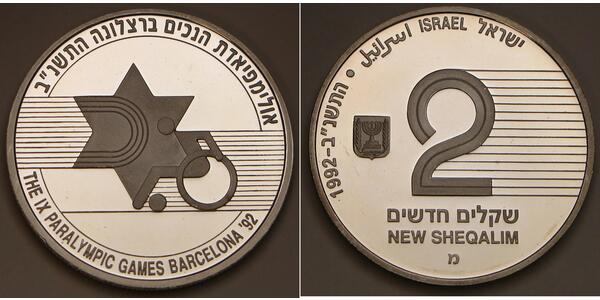 אולימפיאדת הנכים ברצלונה התשנ"ב
THE IX PARALYMPIC GAMES BARCELONA '92
ישראל ISRAEL اسرائيل
התשנ"ב-1992
2
שקלים חדשים
NEW SHEQALIM
מ